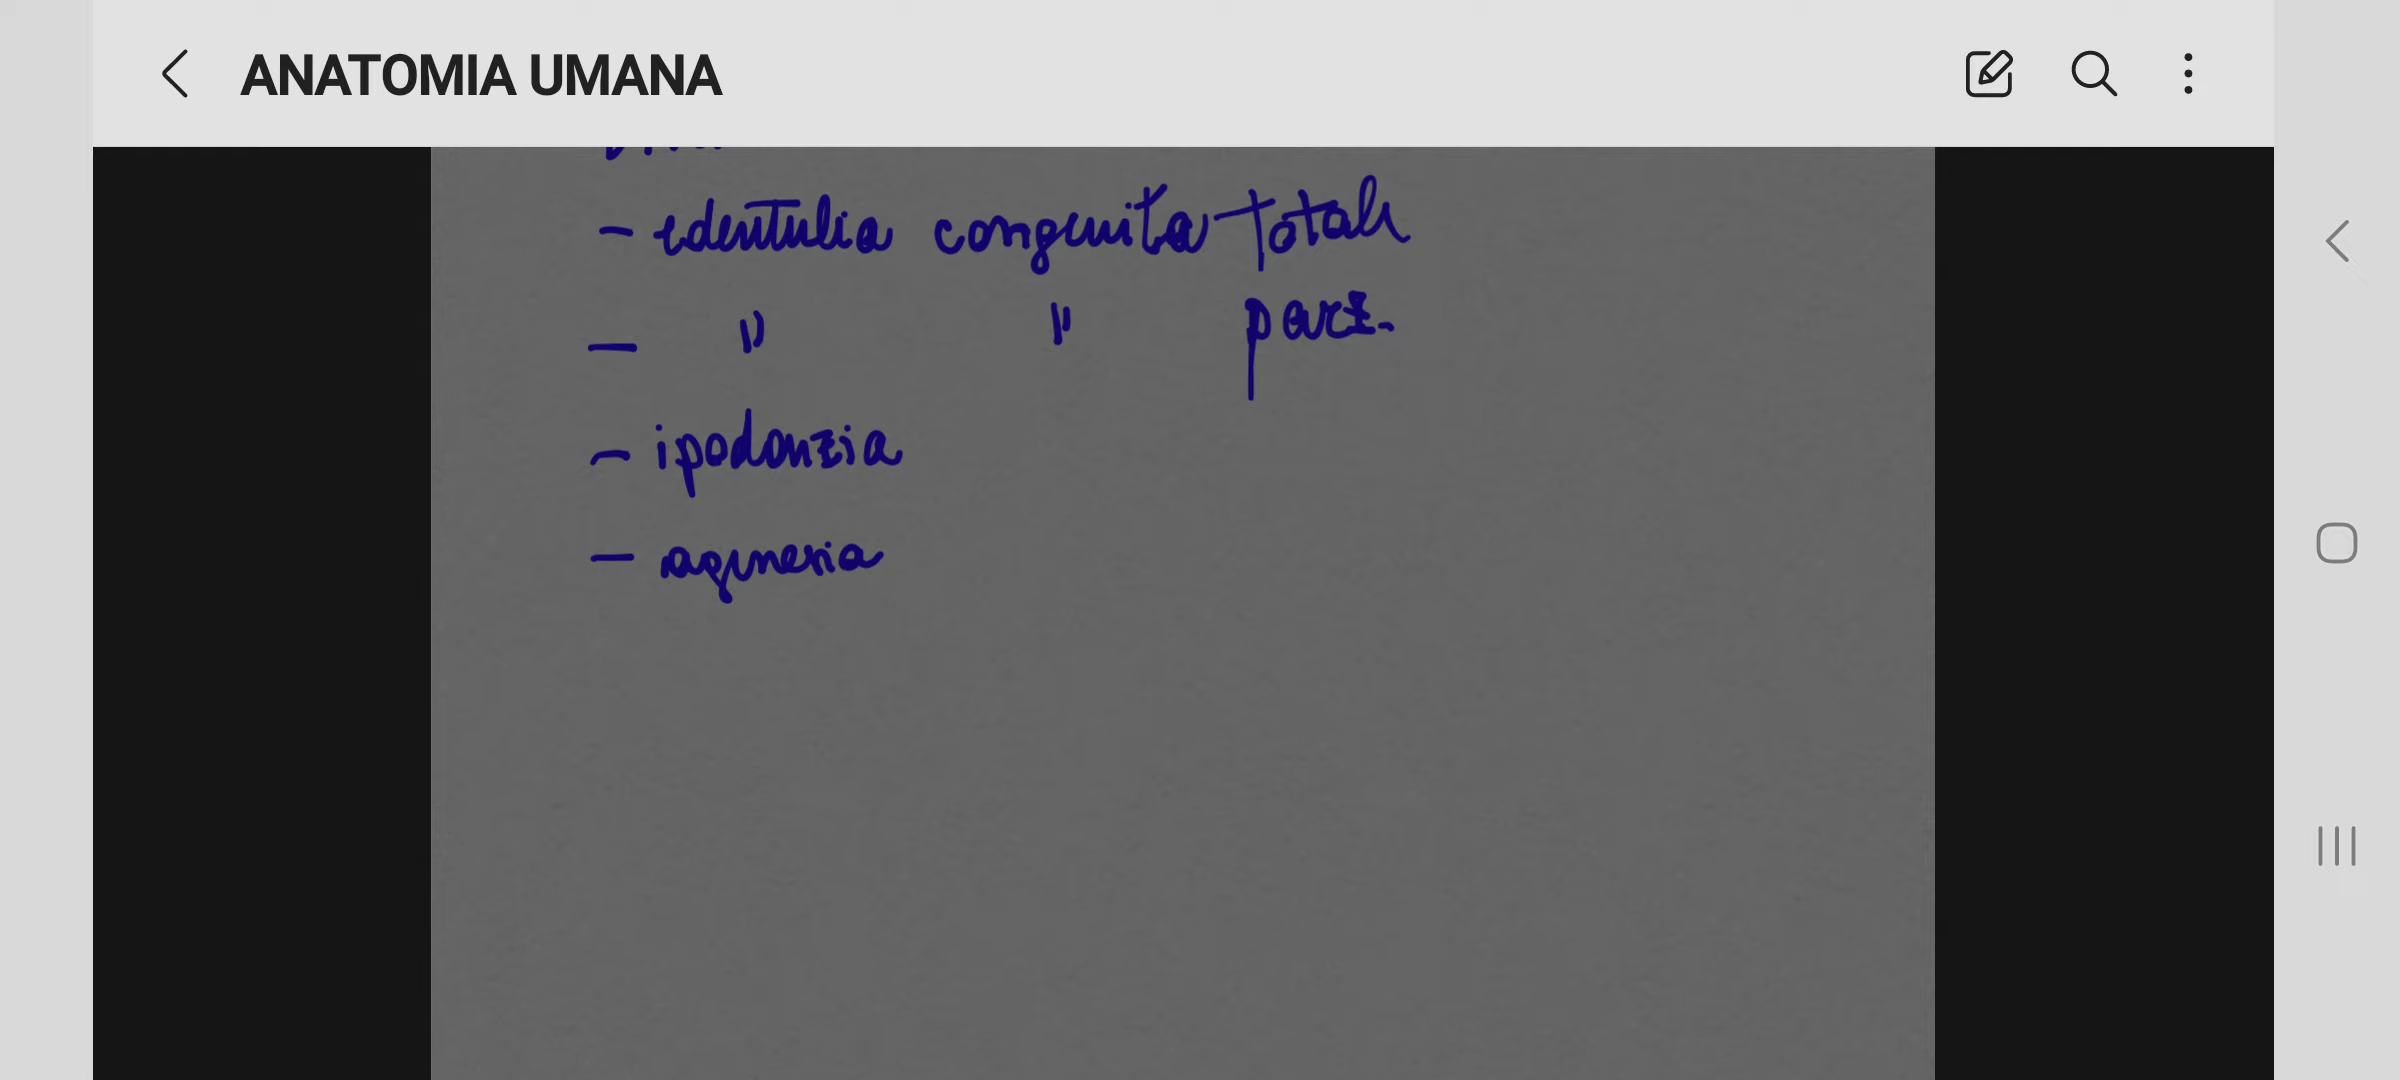 ANATOMIA UMANA
- edentulia congenita totale
- " " parz.
- ipodonzia
- agenesia